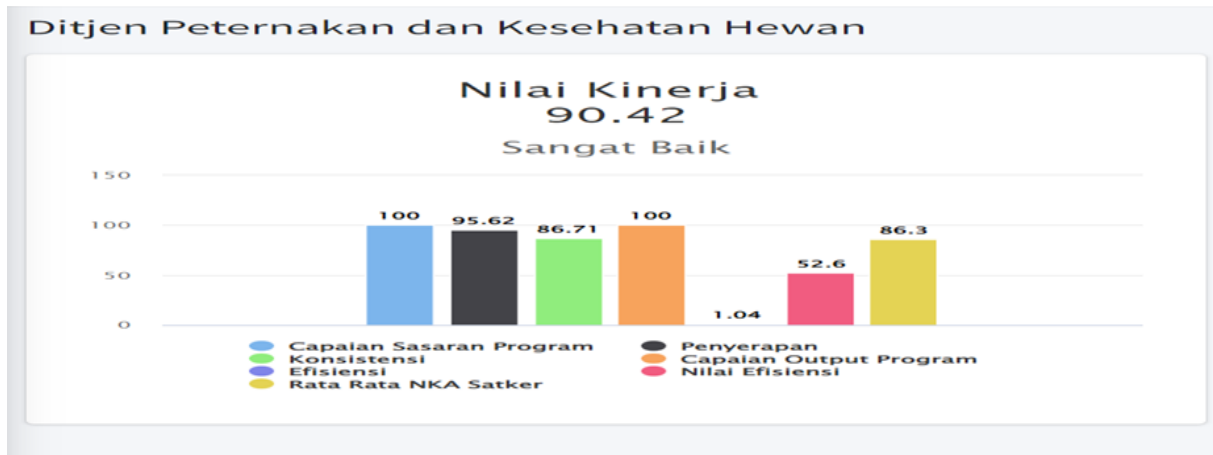 Ditjen Peternakan dan Kesehatan Hewan
Nilai Kinerja
90.42
Sangat Baik
150
100
50
0
100
95.62
86.71
100
1.04
52.6
86.3
Capaian Sasaran Program
Penyerapan
Konsistensi
Capaian Output Program
Efisiensi
Nilai Efisiensi
Rata Rata NKA Satker